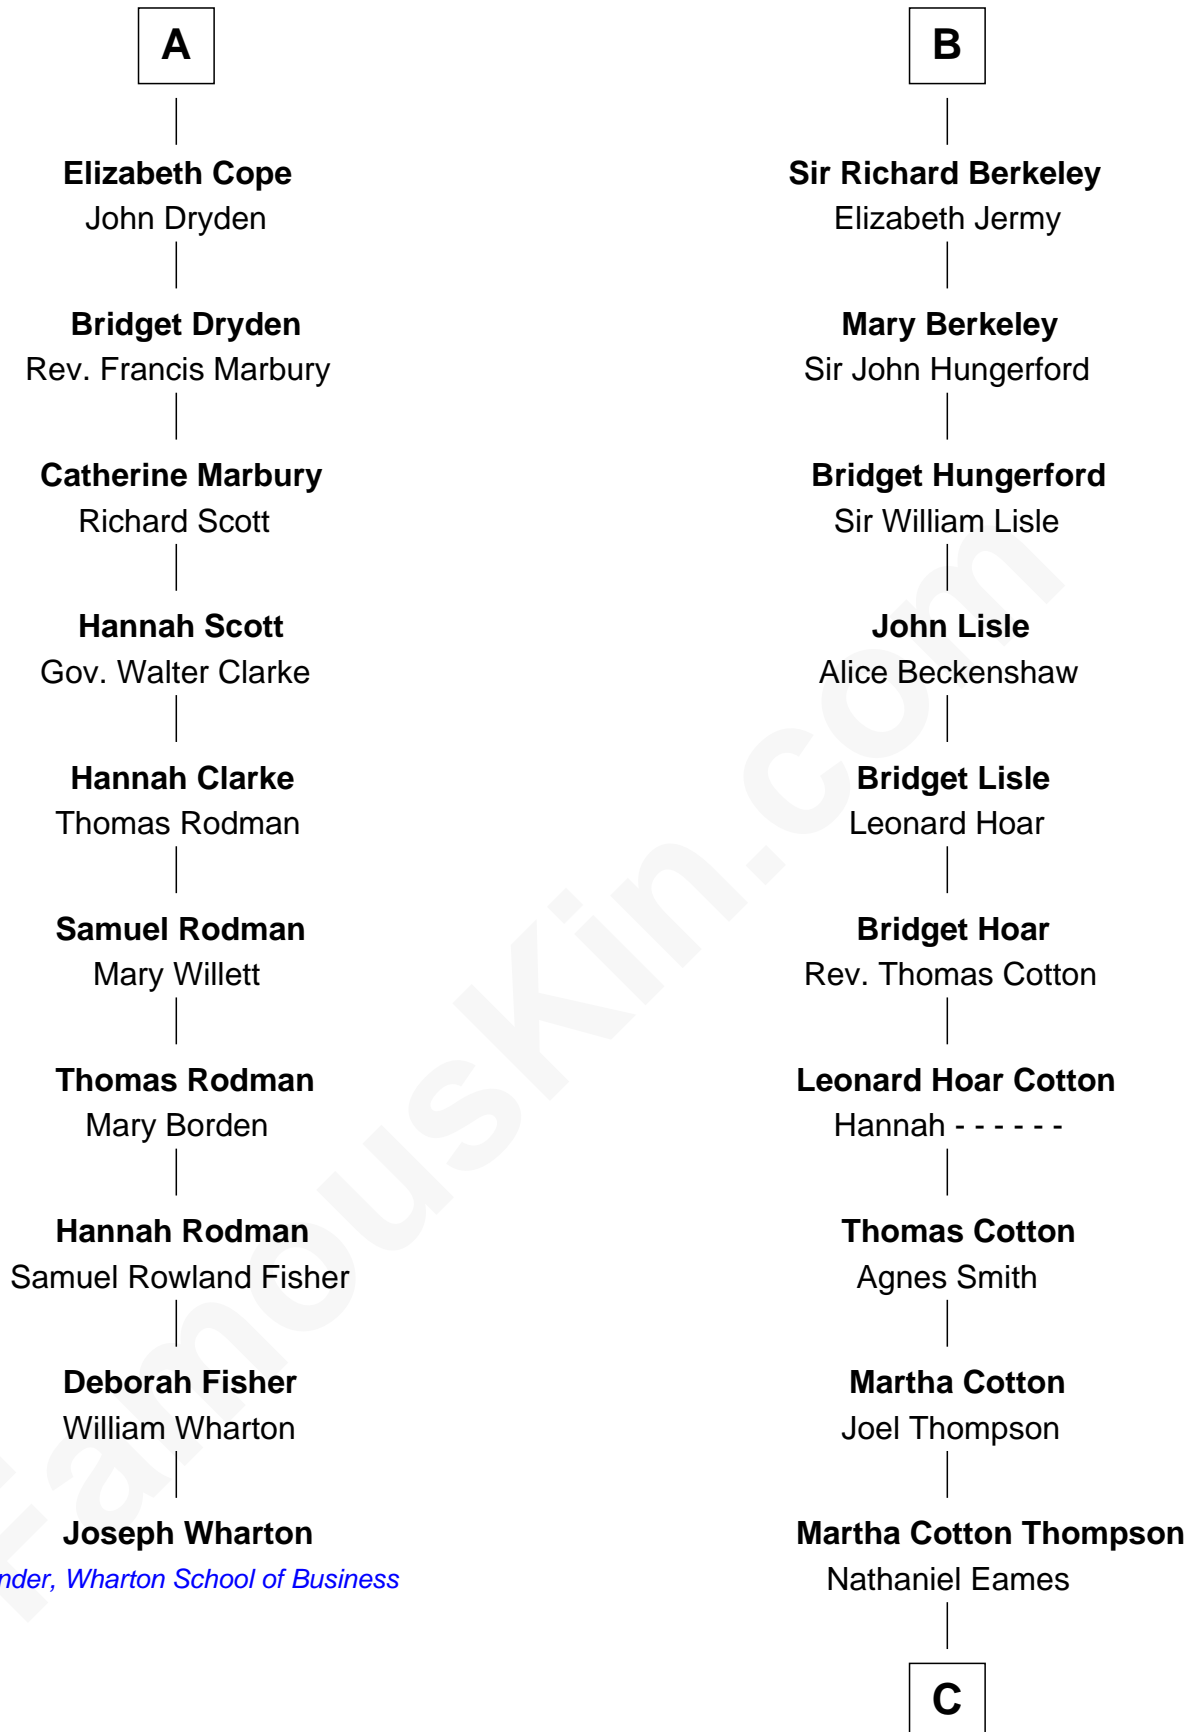 A
Elizabeth Cope
John Dryden
Bridget Dryden
Rev. Francis Marbury
Catherine Marbury
Richard Scott
Hannah Scott
Gov. Walter Clarke
Hannah Clarke
Thomas Rodman
Samuel Rodman
Mary Willett
Thomas Rodman
Mary Borden
Hannah Rodman
Samuel Rowland Fisher
Deborah Fisher
William Wharton
Joseph Wharton
nder, Wharton School of Business
B
Sir Richard Berkeley
Elizabeth Jermy
Mary Berkeley
Sir John Hungerford
Bridget Hungerford
Sir William Lisle
John Lisle
Alice Beckenshaw
Bridget Lisle
Leonard Hoar
Bridget Hoar
Rev. Thomas Cotton
Leonard Hoar Cotton
Hannah - - - - - -
Thomas Cotton
Agnes Smith
Martha Cotton
Joel Thompson
Martha Cotton Thompson
Nathaniel Eames
C
FamousKin.com